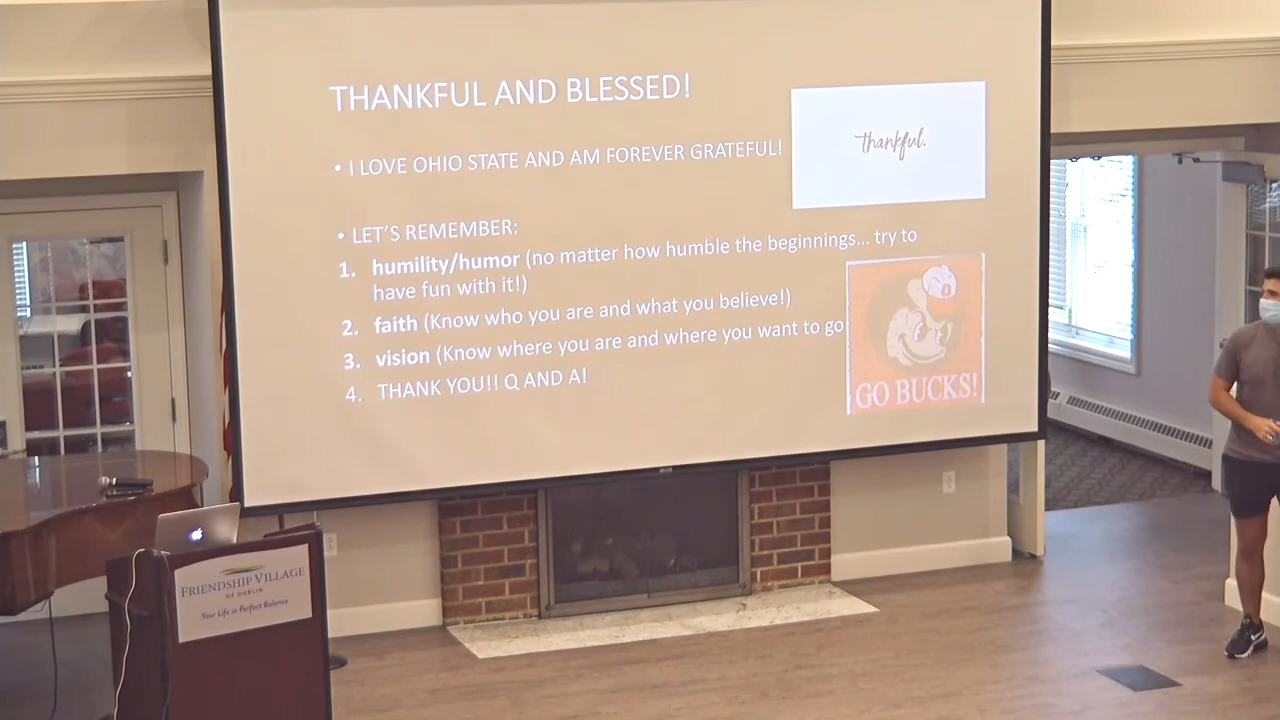 THANKFUL AND BLESSED!
• I LOVE OHIO STATE AND AM FOREVER GRATEFUL!
thankful.
• LET'S REMEMBER:
1. humility/humor (no matter how humble the beginnings... try to
have fun with it!)
2. faith (Know who you are and what you believe!)
3. vision (Know where you are and where you want to go
4. THANK YOU!! Q AND A!
GO BUCKS!
FRIENDSHIP VILLAGE
OF DUBLIN
Your Life in Perfect Balance